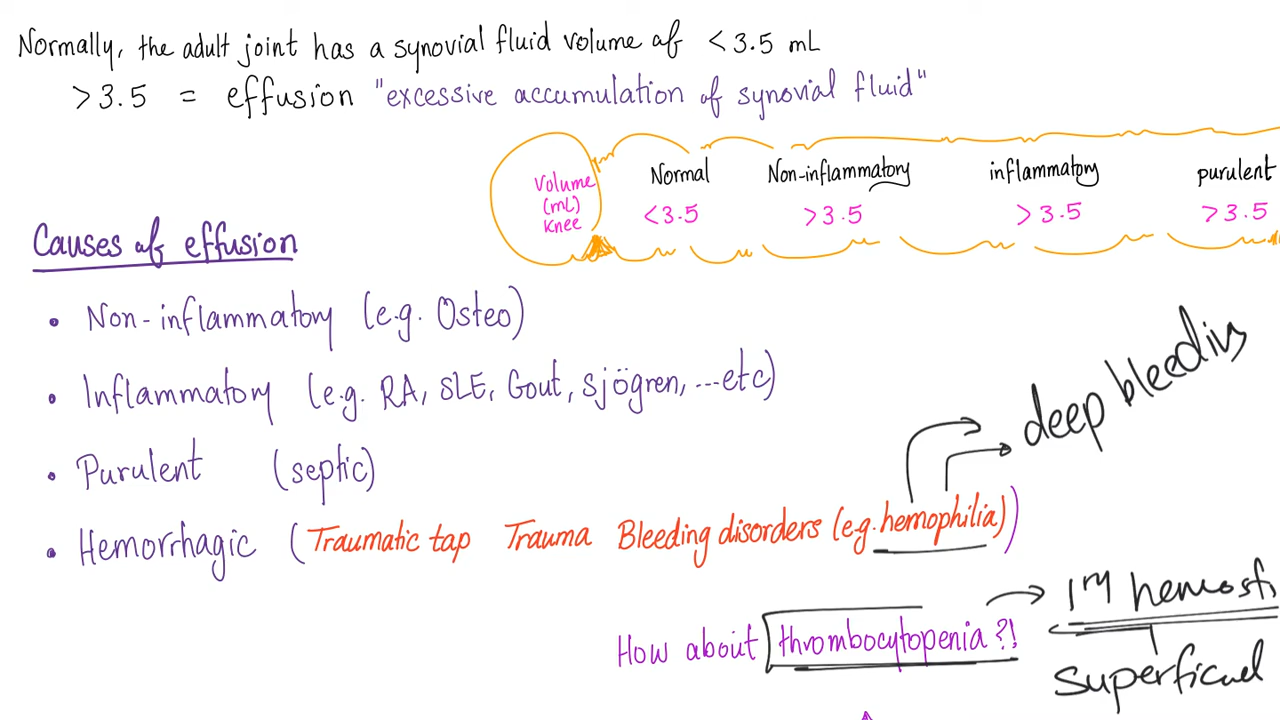 Normally, the adult joint has a synovial fluid volume of < 3.5 mL
> 3.5 = effusion "excessive accumulation of synovial fluid"
Volume (mL) Knee
Normal Non-inflammatory inflammatory purulent
< 3.5 > 3.5 > 3.5 > 3.5
Causes of effusion
• Non-inflammatory (e.g. Osteo)
• Inflammatory (e.g. RA, SLE, Gout, Sjögren, ...etc)
deep bleeding
• Purulent (septic)
• Hemorrhagic (Traumatic tap Trauma Bleeding disorders (e.g. hemophilia))
1ry hemosti
How about thrombocytopenia?!
superficial